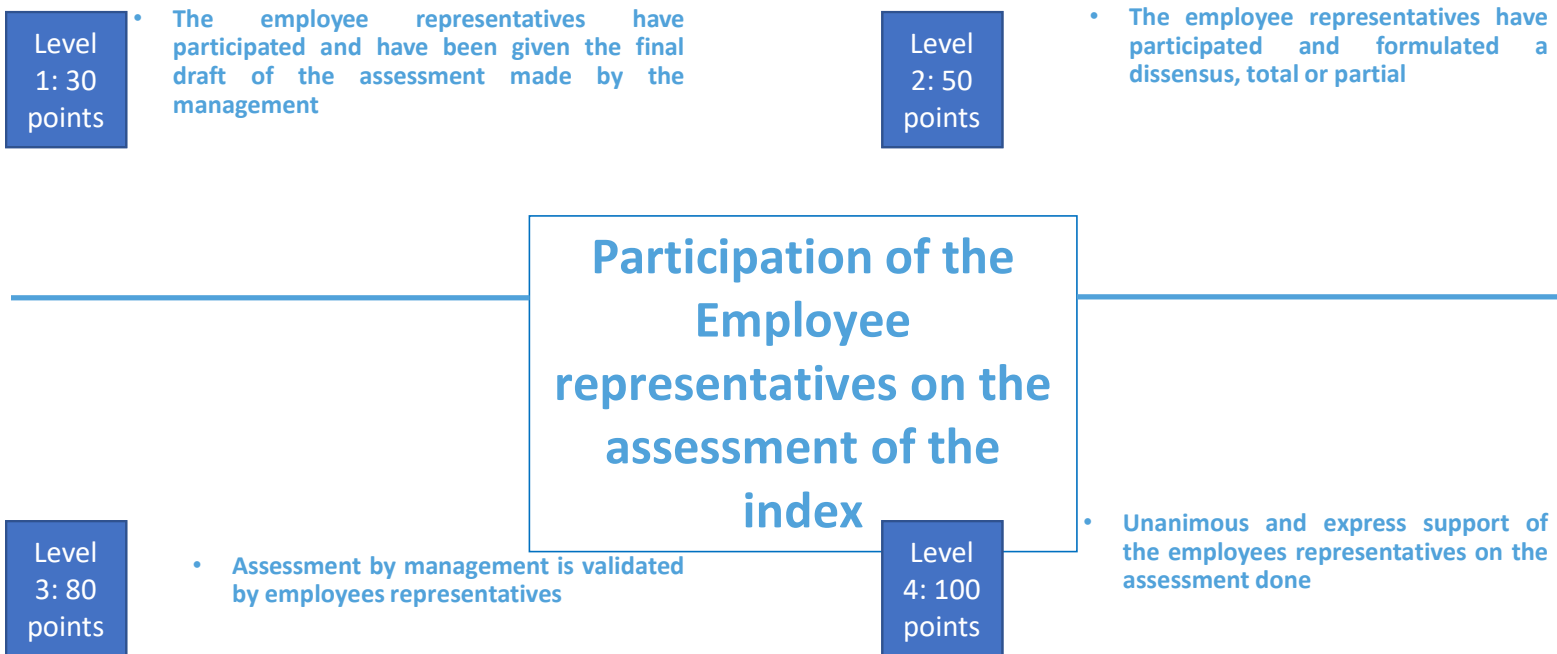 Level
1: 30
points
• The employee representatives have
participated and have been given the final
draft of the assessment made by the
management
Level
2: 50
points
• The employee representatives have
participated and formulated a
dissensus, total or partial
Participation of the
Employee
representatives on the
assessment of the
index
Level
3: 80
points
• Assessment by management is validated
by employees representatives
Level
4: 100
points
• Unanimous and express support of
the employees representatives on the
assessment done